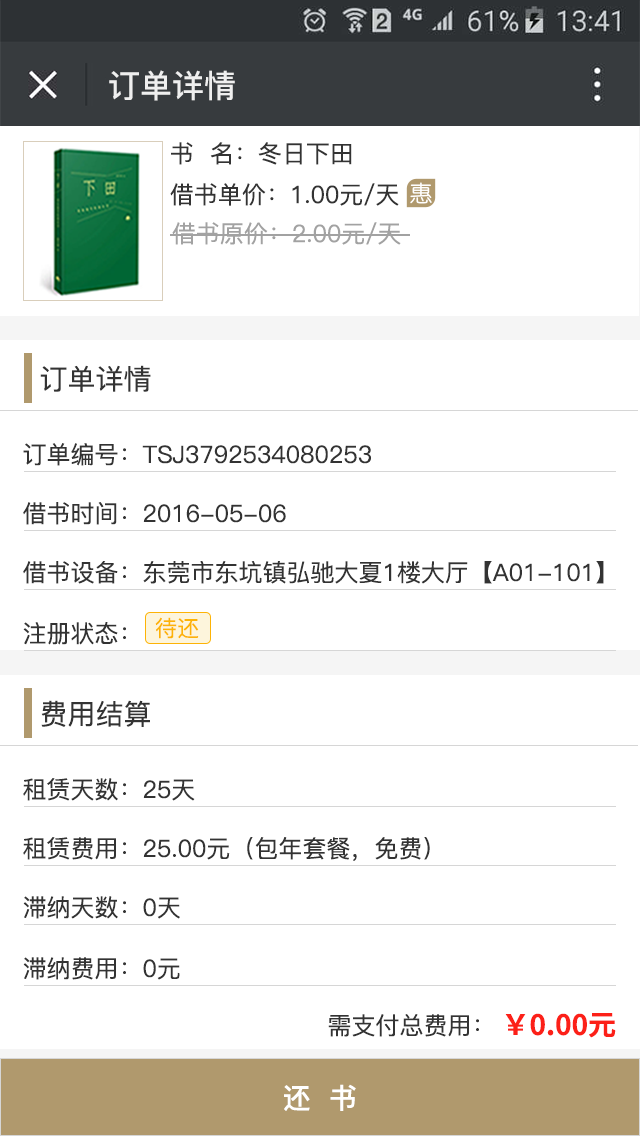 2 4G 61% 13:41
订单详情
下田
书 名：冬日下田
借书单价：1.00元/天 惠
借书原价：2.00元/天
订单详情
订单编号：TSJ3792534080253
借书时间：2016-05-06
借书设备：东莞市东坑镇弘驰大夏1楼大厅【A01-101】
注册状态：待还
费用结算
租赁天数：25天
租赁费用：25.00元（包年套餐，免费）
滞纳天数：0天
滞纳费用：0元
需支付总费用：￥0.00元
还 书